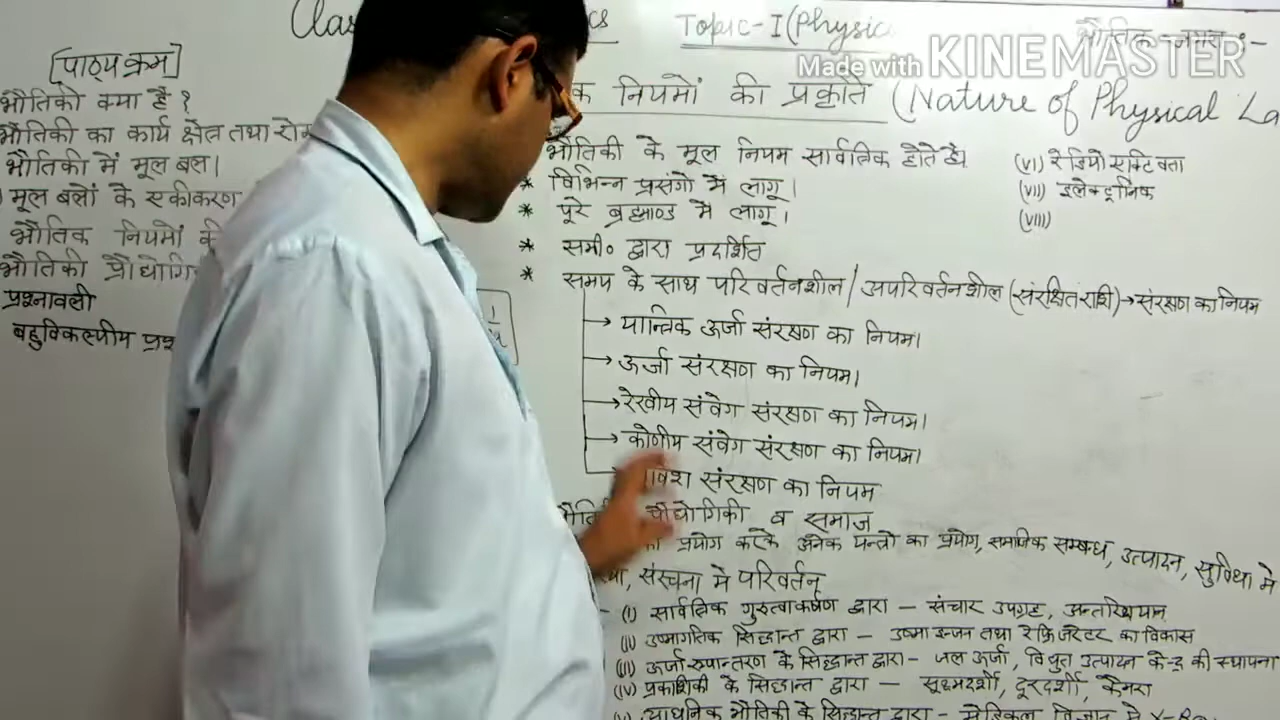 Topic-I (Physic
भौतिक जगत :-
Made with KINEMASTER
[पाठ्यक्रम]
भौतिकी क्या है ?
भौतिकी का कार्य क्षेत्र तथा रोम
भौतिकी में मूल बल।
मूल बलों के एकीकरण
भौतिक नियमों की
भौतिकी प्रौद्योगि
प्रश्नावली
बहुविकल्पीय प्रश
क नियमों की प्रकृति (Nature of Physical La
भौतिकी के मूल नियम सार्वत्रिक होते है।
* विभिन्न प्रसंगो में लागू।
* पूरे ब्रह्माण्ड में लागू।
* समी० द्वारा प्रदर्शित
* समय के साथ परिवर्तनशील / अपरिवर्तनशील (संरक्षित राशि) → संरक्षण का नियम
→ यान्त्रिक ऊर्जा संरक्षण का नियम।
→ ऊर्जा संरक्षण का नियम।
→ रेखीय संवेग संरक्षण का नियम।
→ कोणीय संवेग संरक्षण का नियम।
वेश संरक्षण का नियम
(VI) रेडियो एक्टिवता
(VII) इलेक्ट्रॉनिक
(VIII)
प्रौद्योगिकी व समाज
का प्रयोग करके अनेक यन्त्रो का प्रयोग, समाजिक सम्बन्ध, उत्पादन, सुविधा मे
संरचना मे परिवर्तन
(I) सार्वत्रिक गुरुत्वाकर्षण द्वारा – संचार उपग्रह, अन्तरिक्षयान
(II) उष्मागतिक सिद्धान्त द्वारा – उष्मा इन्जन तथा रेफ्रिजरेटर का विकास
(III) ऊर्जा रुपान्तरण के सिद्धान्त द्वारा – जल ऊर्जा, विधुत उत्पादन केन्द्र की स्थापना
(IV) प्रकाशिकी के सिद्धान्त द्वारा – सूक्ष्मदर्शी, दूरदर्शी, कैमरा
आधुनिक भौतिकी के सिद्धान्त द्वारा – मेडिकल विज्ञान मे X-Ra